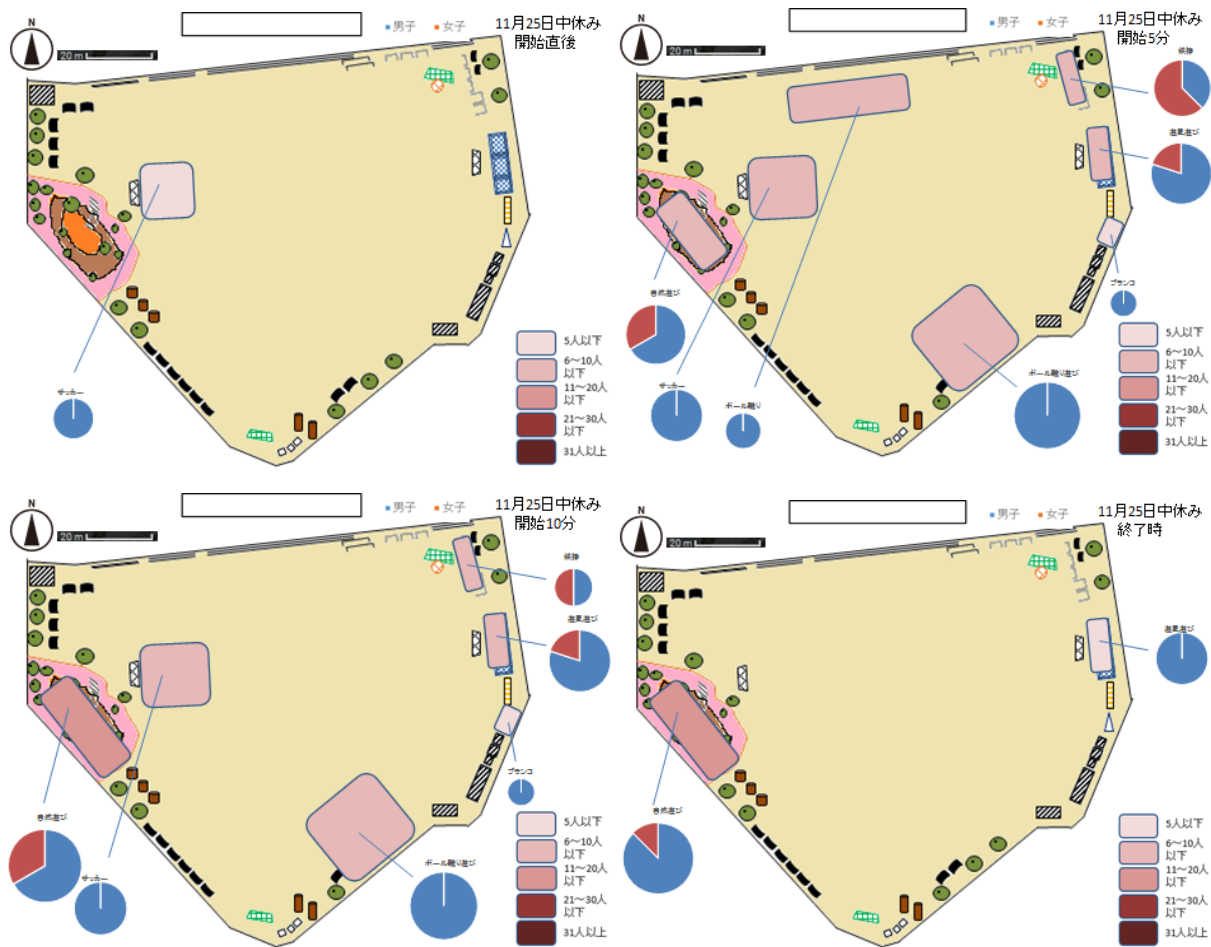 N
20 m
男子
女子
11月25日中休み
開始直後
サッカー
5人以下
6～10人
以下
11～20人
以下
21～30人
以下
31人以上
N
20 m
男子
女子
11月25日中休み
開始5分
鉄棒
遊具遊び
ブランコ
自然遊び
サッカー
ボール蹴り
ボール蹴り遊び
5人以下
6～10人
以下
11～20人
以下
21～30人
以下
31人以上
N
20 m
男子
女子
11月25日中休み
開始10分
鉄棒
遊具遊び
ブランコ
自然遊び
サッカー
ボール蹴り遊び
5人以下
6～10人
以下
11～20人
以下
21～30人
以下
31人以上
N
20 m
男子
女子
11月25日中休み
終了時
遊具遊び
自然遊び
5人以下
6～10人
以下
11～20人
以下
21～30人
以下
31人以上